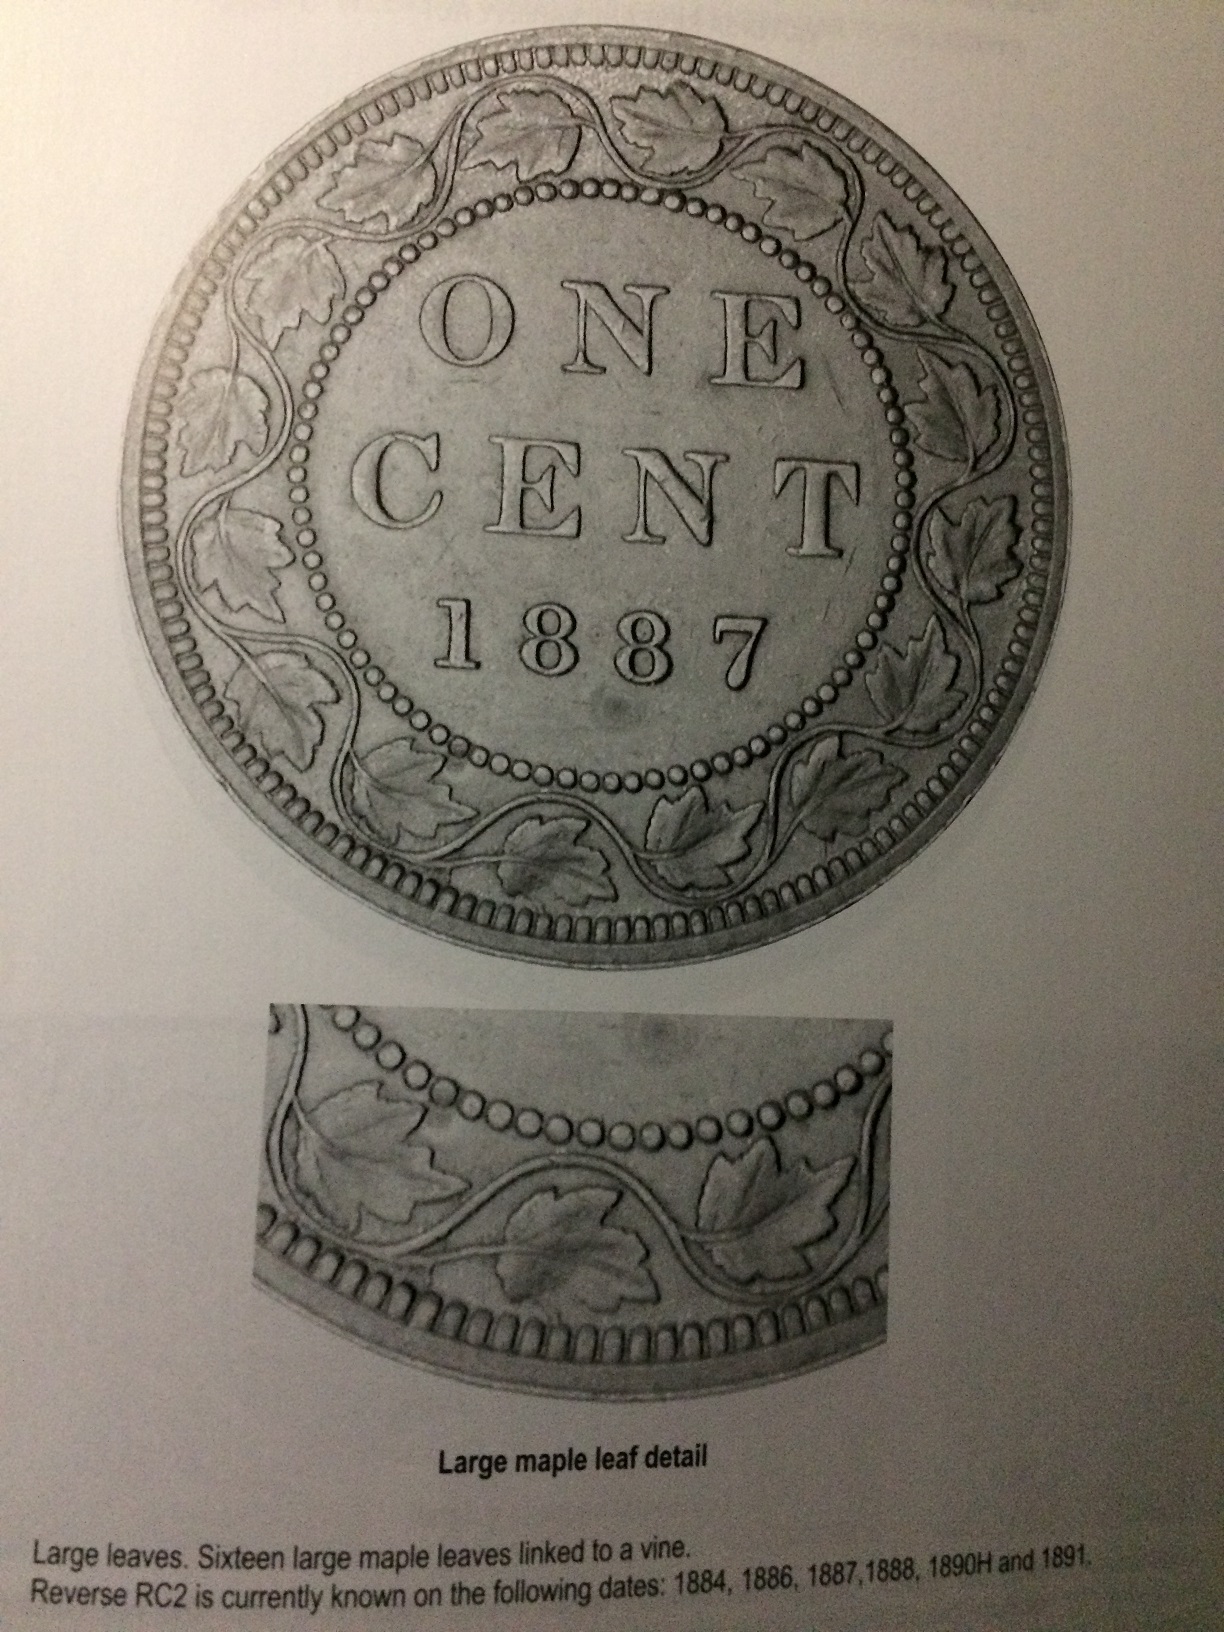 ONE
CENT
1887
Large maple leaf detail
Large leaves. Sixteen large maple leaves linked to a vine.
Reverse RC2 is currently known on the following dates: 1884, 1886, 1887,1888, 1890H and 1891.